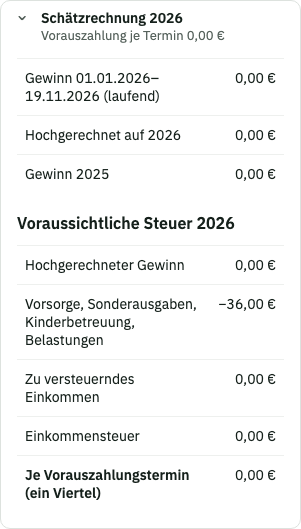 Schätzrechnung 2026
Vorauszahlung je Termin 0,00 €
Gewinn 01.01.2026– 0,00 €
19.11.2026 (laufend)
Hochgerechnet auf 2026 0,00 €
Gewinn 2025 0,00 €
Voraussichtliche Steuer 2026
Hochgerechneter Gewinn 0,00 €
Vorsorge, Sonderausgaben, −36,00 €
Kinderbetreuung,
Belastungen
Zu versteuerndes 0,00 €
Einkommen
Einkommensteuer 0,00 €
Je Vorauszahlungstermin 0,00 €
(ein Viertel)